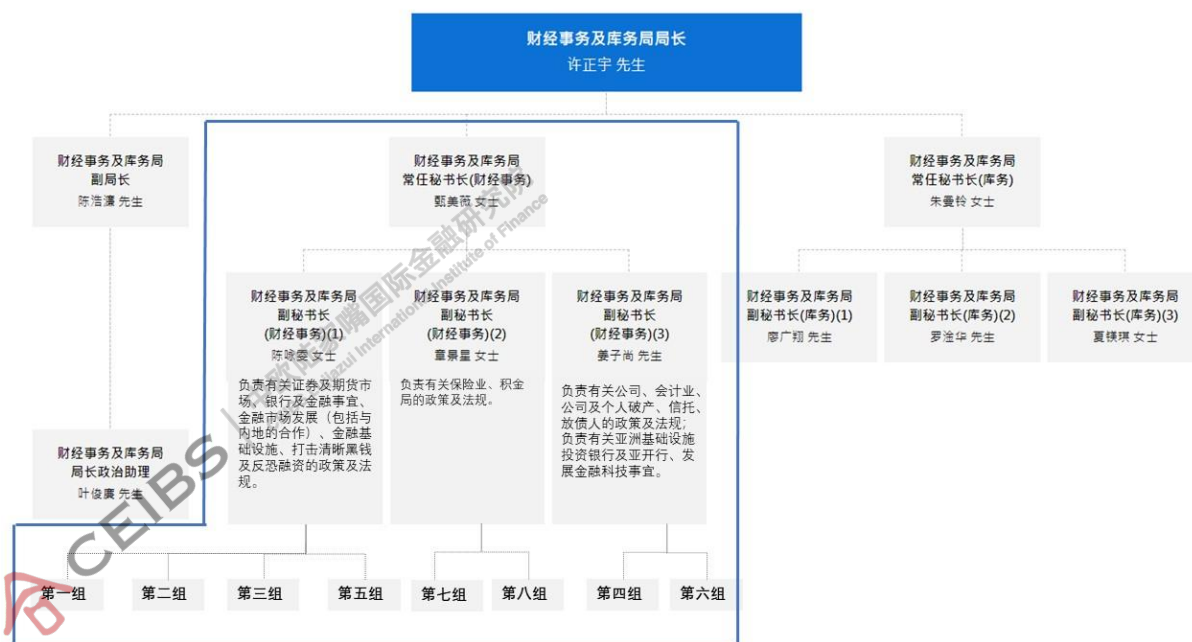 财经事务及库务局局长
许正宇 先生
财经事务及库务局
副局长
陈浩濂 先生
财经事务及库务局
常任秘书长(财经事务)
甄美薇 女士
财经事务及库务局
常任秘书长(库务)
朱曼铃 女士
财经事务及库务局
副秘书长
(财经事务)(1)
陈咏雯 女士
负责有关证券及期货市
场，银行及金融事宜、
金融市场发展（包括与
内地的合作）、金融基
础设施、打击清晰黑钱
及反恐融资的政策及法
规。
财经事务及库务局
副秘书长
(财经事务)(2)
章景星 女士
负责有关保险业、积金
局的政策及法规。
财经事务及库务局
副秘书长
(财经事务)(3)
姜子尚 先生
负责有关公司、会计业、
公司及个人破产、信托、
放债人的政策及法规；
负责有关亚洲基础设施
投资银行及亚开行、发
展金融科技事宜。
财经事务及库务局
副秘书长(库务)(1)
廖广翔 先生
财经事务及库务局
副秘书长(库务)(2)
罗淦华 先生
财经事务及库务局
副秘书长(库务)(3)
夏镁琪 女士
财经事务及库务局
局长政治助理
叶俊廉 先生
第一组
第二组
第三组
第五组
第七组
第八组
第四组
第六组
CEIBS
中欧陆家嘴国际金融研究院
Lujiazui International Institute of Finance